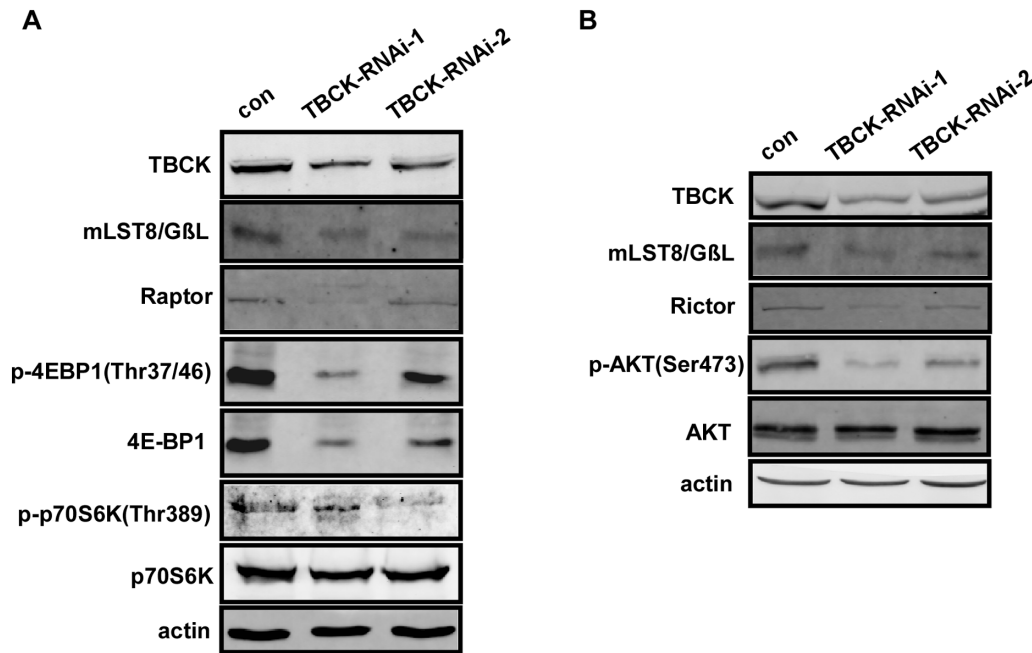 A
con
TBCK-RNAi-1
TBCK-RNAi-2
TBCK
mLST8/GßL
Raptor
p-4EBP1(Thr37/46)
4E-BP1
p-p70S6K(Thr389)
p70S6K
actin
B
con
TBCK-RNAi-1
TBCK-RNAi-2
TBCK
mLST8/GßL
Rictor
p-AKT(Ser473)
AKT
actin